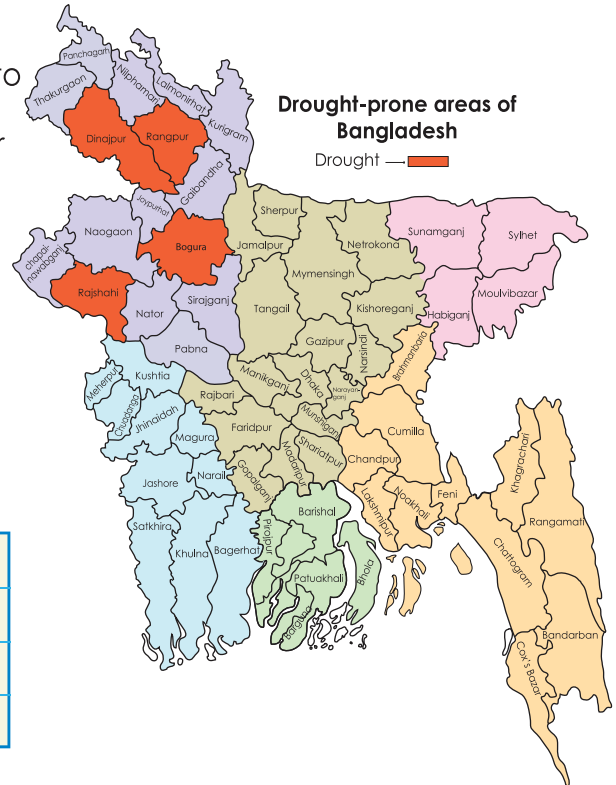 ro
r
Drought-prone areas of
Bangladesh
Drought
Panchagarh
Thakurgaon
Nilphamari
Lalmonirhat
Kurigram
Dinajpur
Rangpur
Gaibandha
Joypurhat
Naogaon
Bogura
chapai-
nawabganj
Rajshahi
Nator
Sirajganj
Pabna
Sherpur
Jamalpur
Netrokona
Mymensingh
Tangail
Kishoreganj
Gazipur
Narsindi
Manikganj
Dhaka
Narayan-
ganj
Munshiganj
Rajbari
Faridpur
Shariatpur
Madaripur
Gopalganj
Sunamganj
Sylhet
Moulvibazar
Habiganj
Brahmanbaria
Cumilla
Chandpur
Lakshmipur
Noakhali
Feni
Khagrachari
Rangamati
Chattogram
Bandarban
Cox's Bazar
Meherpur
Kushtia
Chuadanga
Jhinaidah
Magura
Jashore
Narail
Satkhira
Khulna
Bagerhat
Barishal
Pirojpur
Patuakhali
Barguna
Bhola